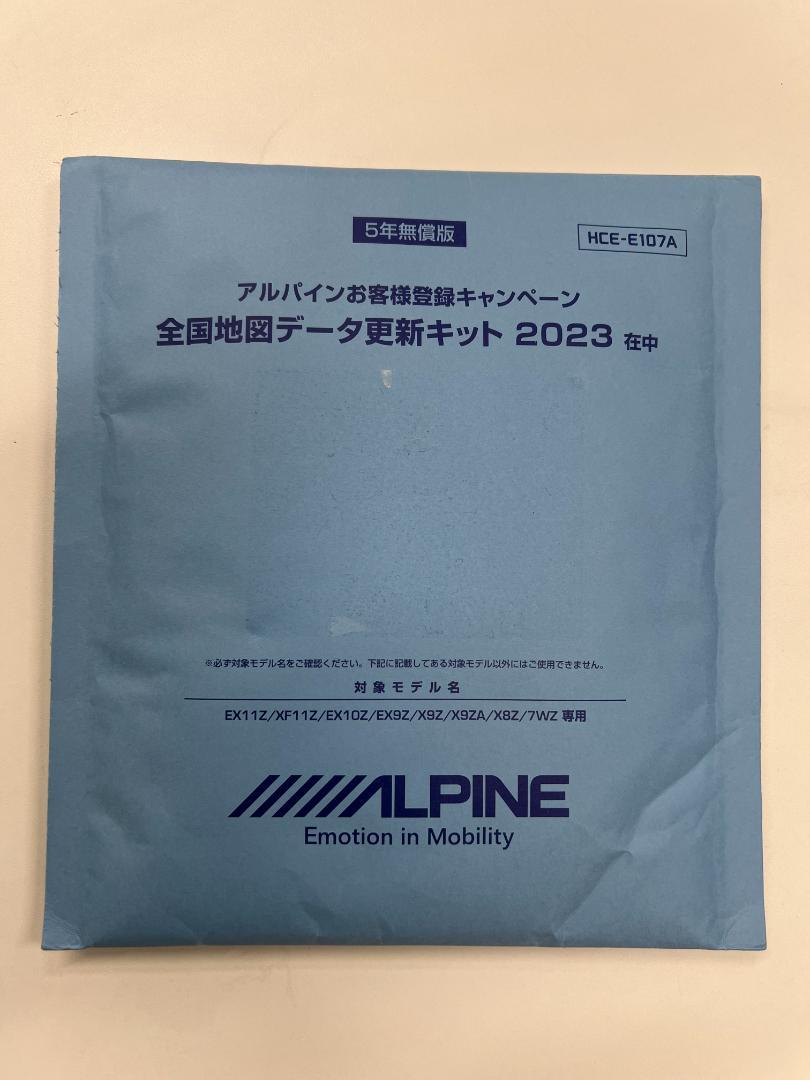 5年無償版
HCE-E107A
アルパインお客様登録キャンペーン
全国地図データ更新キット 2023 在中
※必ず対象モデル名をご確認ください。下記に記載してある対象モデル以外にはご使用できません。
対象モデル名
EX11Z/XF11Z/EX10Z/EX9Z/X9Z/X9ZA/X8Z/7WZ 専用
ALPINE
Emotion in Mobility